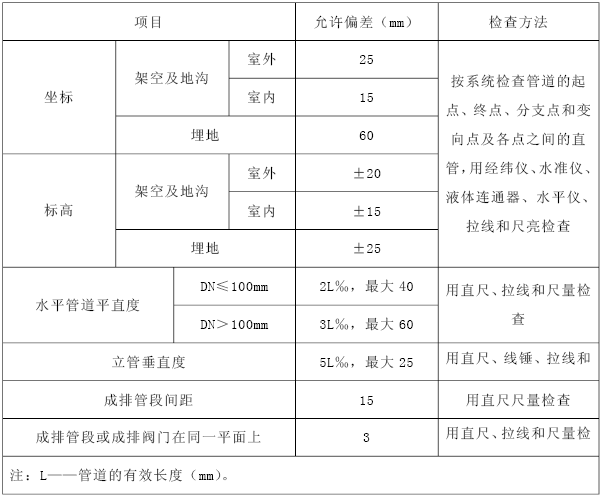 项目 允许偏差（mm） 检查方法
坐标 架空及地沟 室外 25
室内 15
埋地 60
标高 架空及地沟 室外 ±20
室内 ±15
埋地 ±25
按系统检查管道的起
点、终点、分支点和变
向点及各点之间的直
管,用经纬仪、水准仪、
液体连通器、水平仪、
拉线和尺亮检查
水平管道平直度 DN≤100mm 2L‰，最大 40
DN＞100mm 3L‰，最大 60
用直尺、拉线和尺量检
查
立管垂直度 5L‰，最大 25 用直尺、线锤、拉线和
成排管段间距 15 用直尺尺量检查
成排管段或成排阀门在同一平面上 3 用直尺、拉线和尺量检
注：L——管道的有效长度（mm）。